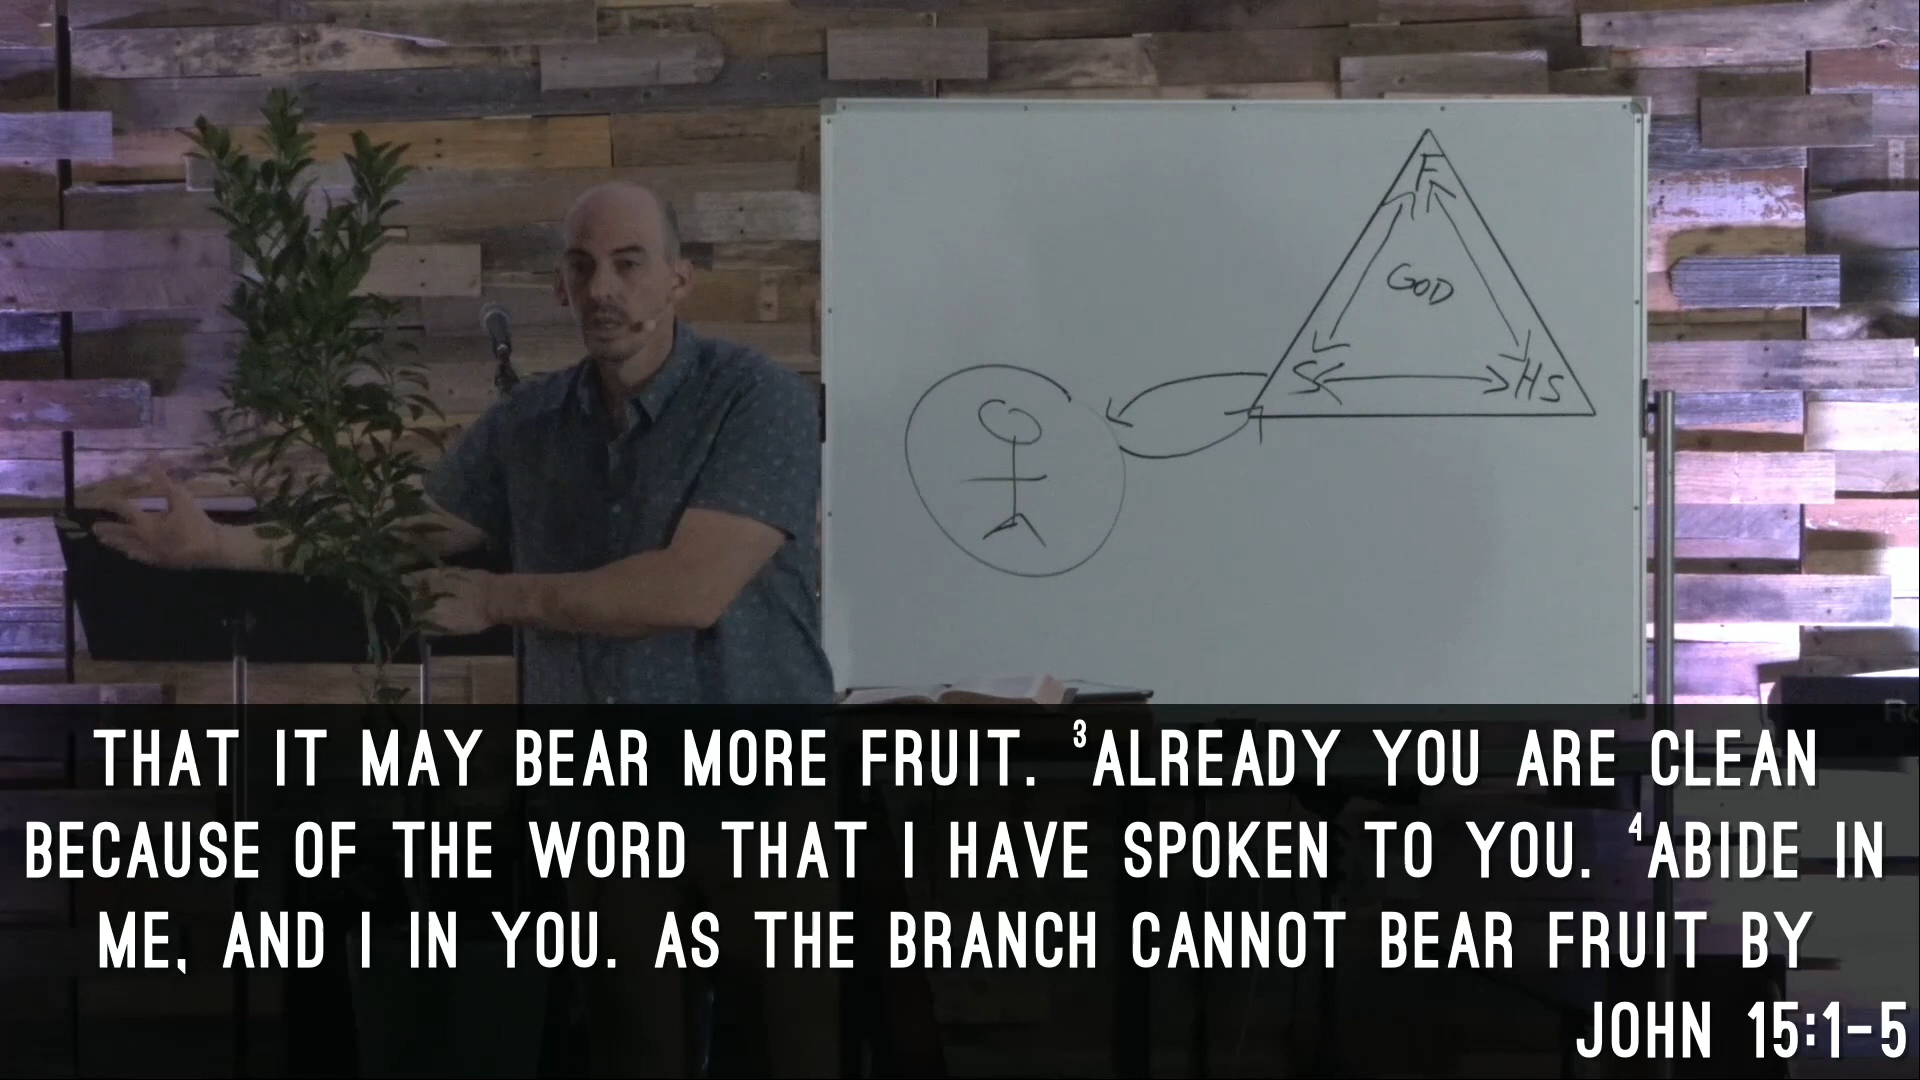 F
GOD
S HS
THAT IT MAY BEAR MORE FRUIT. ³ALREADY YOU ARE CLEAN
BECAUSE OF THE WORD THAT I HAVE SPOKEN TO YOU. ⁴ABIDE IN
ME, AND I IN YOU. AS THE BRANCH CANNOT BEAR FRUIT BY
JOHN 15:1-5